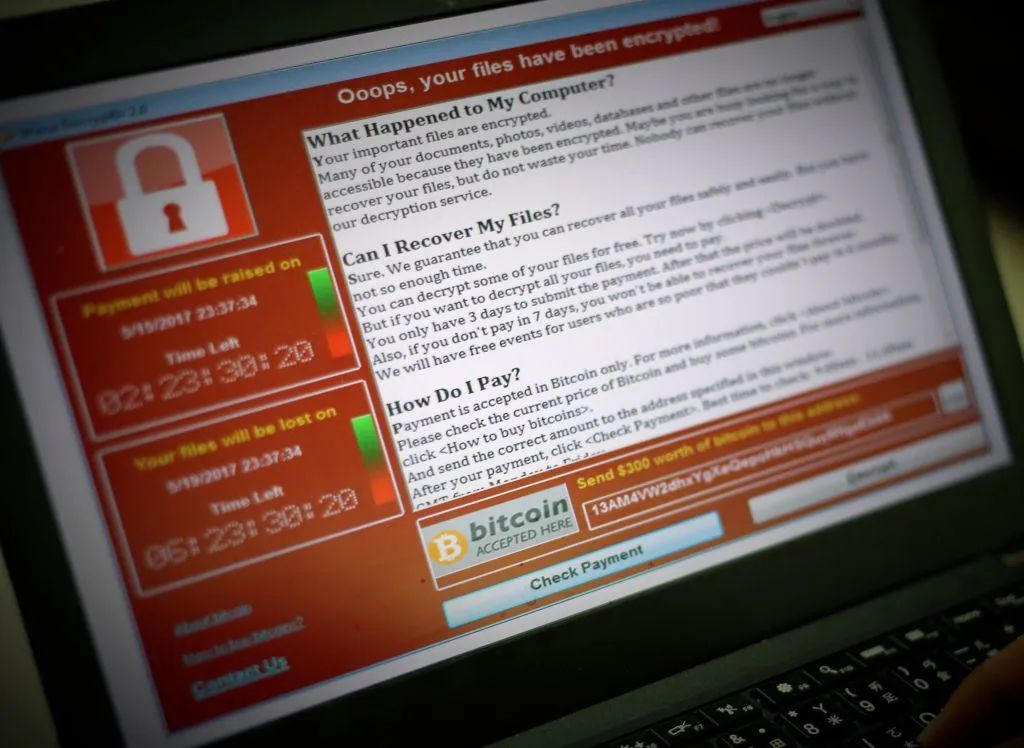 Ooops, your files have been encrypted!
What Happened to My Computer?
Your important files are encrypted.
Many of your documents, photos, videos, databases and other files are no longer
accessible because they have been encrypted. Maybe you are busy looking for a way to
recover your files, but do not waste your time. Nobody can recover your files without
our decryption service.
Can I Recover My Files?
Sure. We guarantee that you can recover all your files safely and easily. But you have
not so enough time.
You can decrypt some of your files for free. Try now by clicking <Decrypt>.
But if you want to decrypt all your files, you need to pay.
You only have 3 days to submit the payment. After that the price will be doubled.
Also, if you don't pay in 7 days, you won't be able to recover your files forever.
We will have free events for users who are so poor that they couldn't pay in 6 months.
How Do I Pay?
Payment is accepted in Bitcoin only. For more information, click <About bitcoin>.
Please check the current price of Bitcoin and buy some bitcoins. For more information,
click <How to buy bitcoins>.
And send the correct amount to the address specified in this window.
After your payment, click <Check Payment>. Best time to check: 9:00am - 11:00am
Payment will be raised on
5/15/2017 23:37:34
Time Left
02:23:30:20
Your files will be lost on
5/19/2017 23:37:34
Time Left
06:23:30:20
About bitcoin
How to buy bitcoins?
Contact Us
bitcoin
ACCEPTED HERE
Send $300 worth of bitcoin to this address:
Check Payment
Decrypt